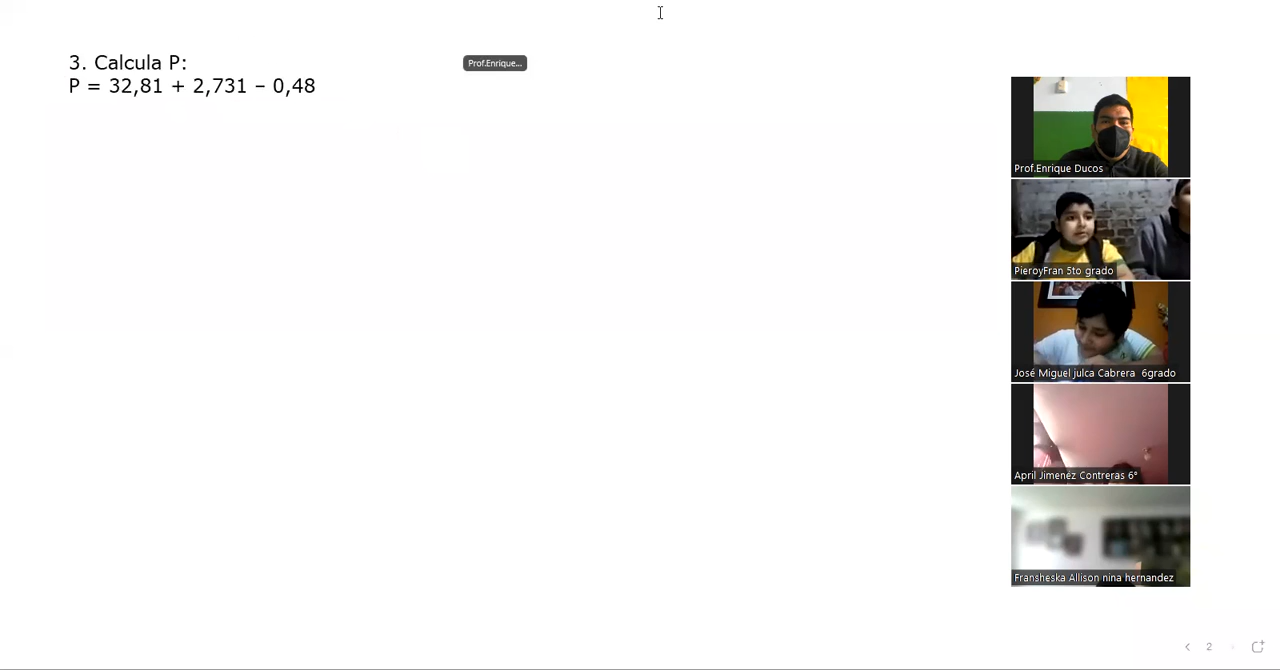 3. Calcula P:
P = 32,81 + 2,731 – 0,48
Prof.Enrique...
Prof.Enrique Ducos
PieroyFran 5to grado
José Miguel julca Cabrera 6grado
April Jimenez Contreras 6°
Fransheska Allison nina hernandez
2